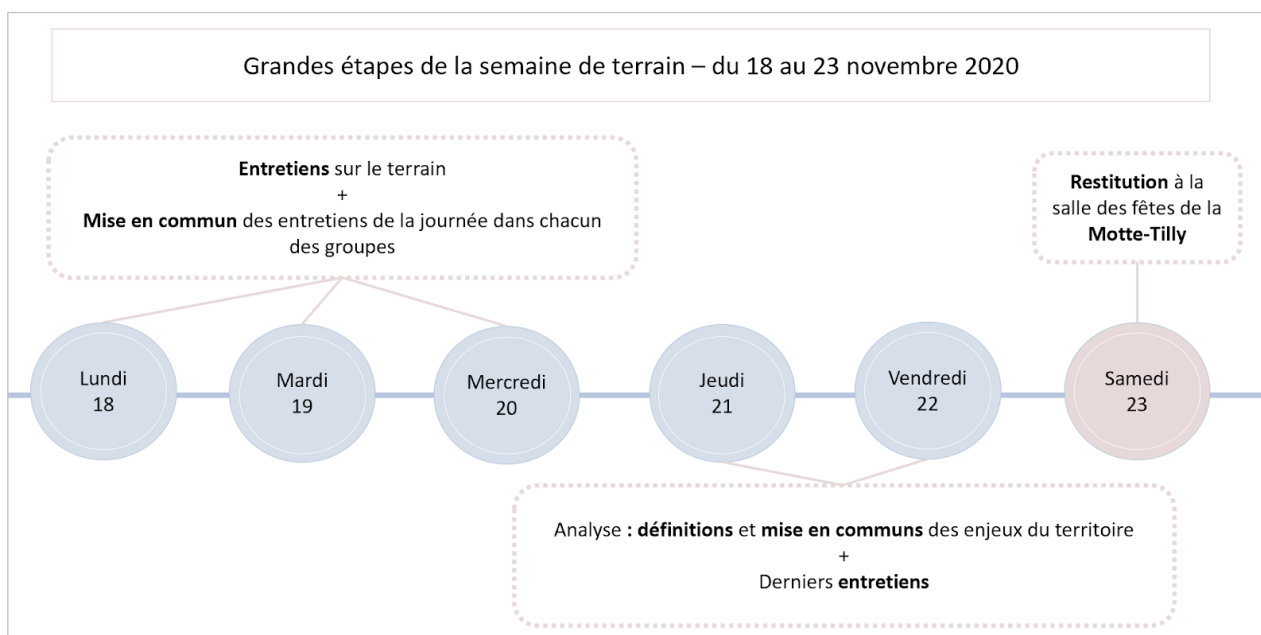 Grandes étapes de la semaine de terrain – du 18 au 23 novembre 2020
Entretiens sur le terrain
+
Mise en commun des entretiens de la journée dans chacun
des groupes
Restitution à la
salle des fêtes de la
Motte-Tilly
Lundi
18
Mardi
19
Mercredi
20
Jeudi
21
Vendredi
22
Samedi
23
Analyse : définitions et mise en communs des enjeux du territoire
+
Derniers entretiens